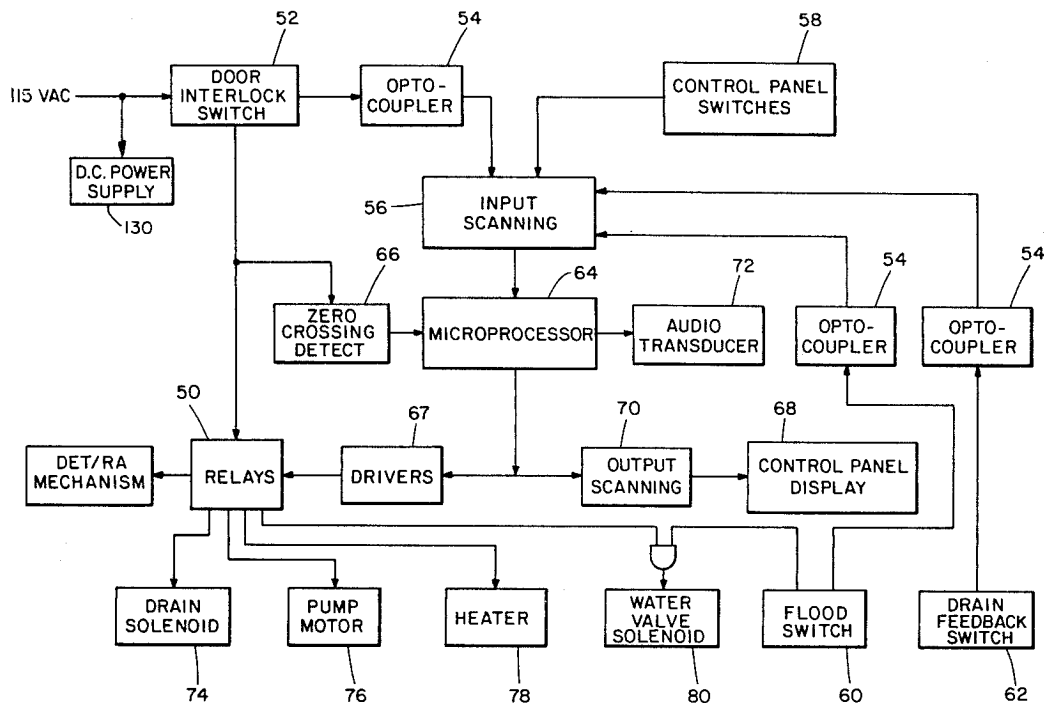 52
54
58
115 VAC
DOOR
INTERLOCK
SWITCH
OPTO-
COUPLER
CONTROL PANEL
SWITCHES
D.C. POWER
SUPPLY
130
56
INPUT
SCANNING
66
64
72
54
54
ZERO
CROSSING
DETECT
MICROPROCESSOR
AUDIO
TRANSDUCER
OPTO-
COUPLER
OPTO-
COUPLER
50
67
70
68
DET/RA
MECHANISM
RELAYS
DRIVERS
OUTPUT
SCANNING
CONTROL PANEL
DISPLAY
DRAIN
SOLENOID
PUMP
MOTOR
HEATER
WATER
VALVE
SOLENOID
FLOOD
SWITCH
DRAIN
FEEDBACK
SWITCH
74
76
78
80
60
62